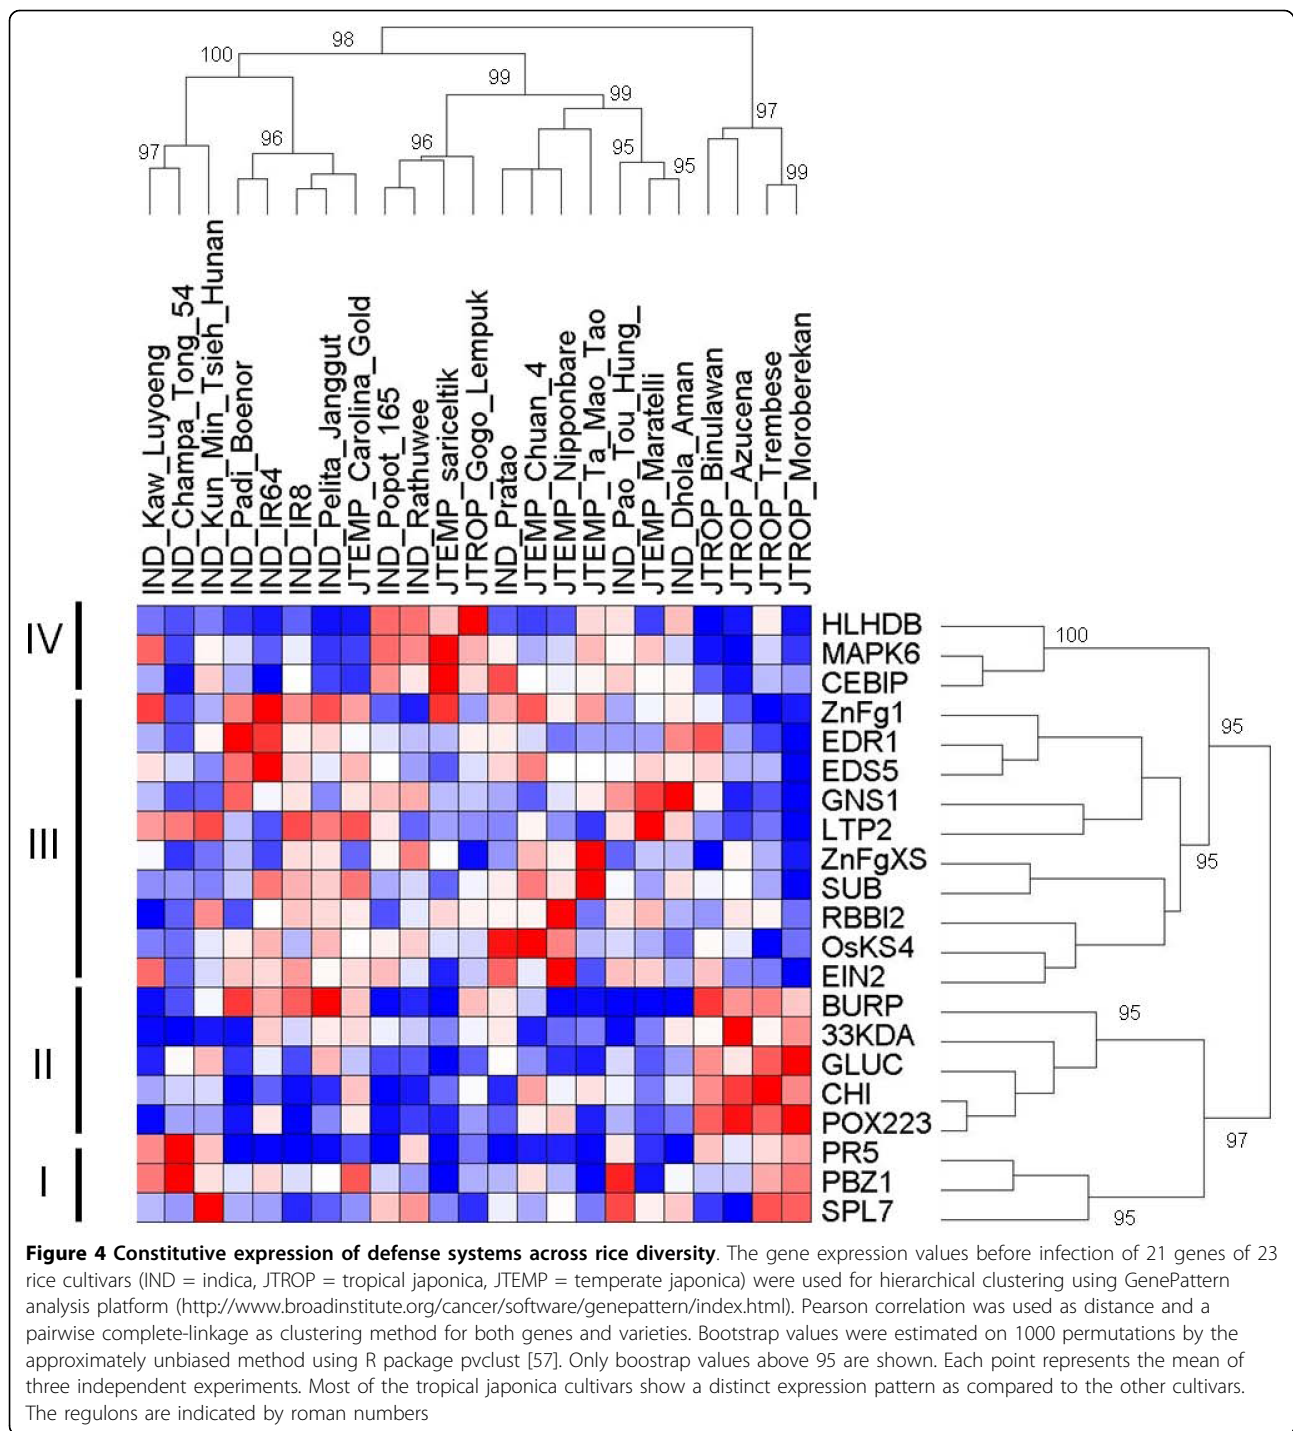 98
100
99
99
97
97
96
96
95
95
99
IND_Kaw_Luyoeng
IND_Champa_Tong_54
IND_Kun_Min_Tsieh_Hunan
IND_Padi_Boenor
IND_IR64
IND_IR8
IND_Pelita_Janggut
JTEMP_Carolina_Gold
IND_Popot_165
IND_Rathuwee
JTEMP_sariceltik
JTROP_Gogo_Lempuk
IND_Pratao
JTEMP_Chuan_4
JTEMP_Nipponbare
JTEMP_Ta_Mao_Tao
IND_Pao_Tou_Hung_
JTEMP_Maratelli
IND_Dhola_Aman
JTROP_Binulawan
JTROP_Azucena
JTROP_Trembese
JTROP_Moroberekan
IV
III
II
I
HLHDB
MAPK6
CEBIP
ZnFg1
EDR1
EDS5
GNS1
LTP2
ZnFgXS
SUB
RBBI2
OsKS4
EIN2
BURP
33KDA
GLUC
CHI
POX223
PR5
PBZ1
SPL7
100
95
95
95
97
95
Figure 4 Constitutive expression of defense systems across rice diversity. The gene expression values before infection of 21 genes of 23
rice cultivars (IND = indica, JTROP = tropical japonica, JTEMP = temperate japonica) were used for hierarchical clustering using GenePattern
analysis platform (http://www.broadinstitute.org/cancer/software/genepattern/index.html). Pearson correlation was used as distance and a
pairwise complete-linkage as clustering method for both genes and varieties. Bootstrap values were estimated on 1000 permutations by the
approximately unbiased method using R package pvclust [57]. Only boostrap values above 95 are shown. Each point represents the mean of
three independent experiments. Most of the tropical japonica cultivars show a distinct expression pattern as compared to the other cultivars.
The regulons are indicated by roman numbers